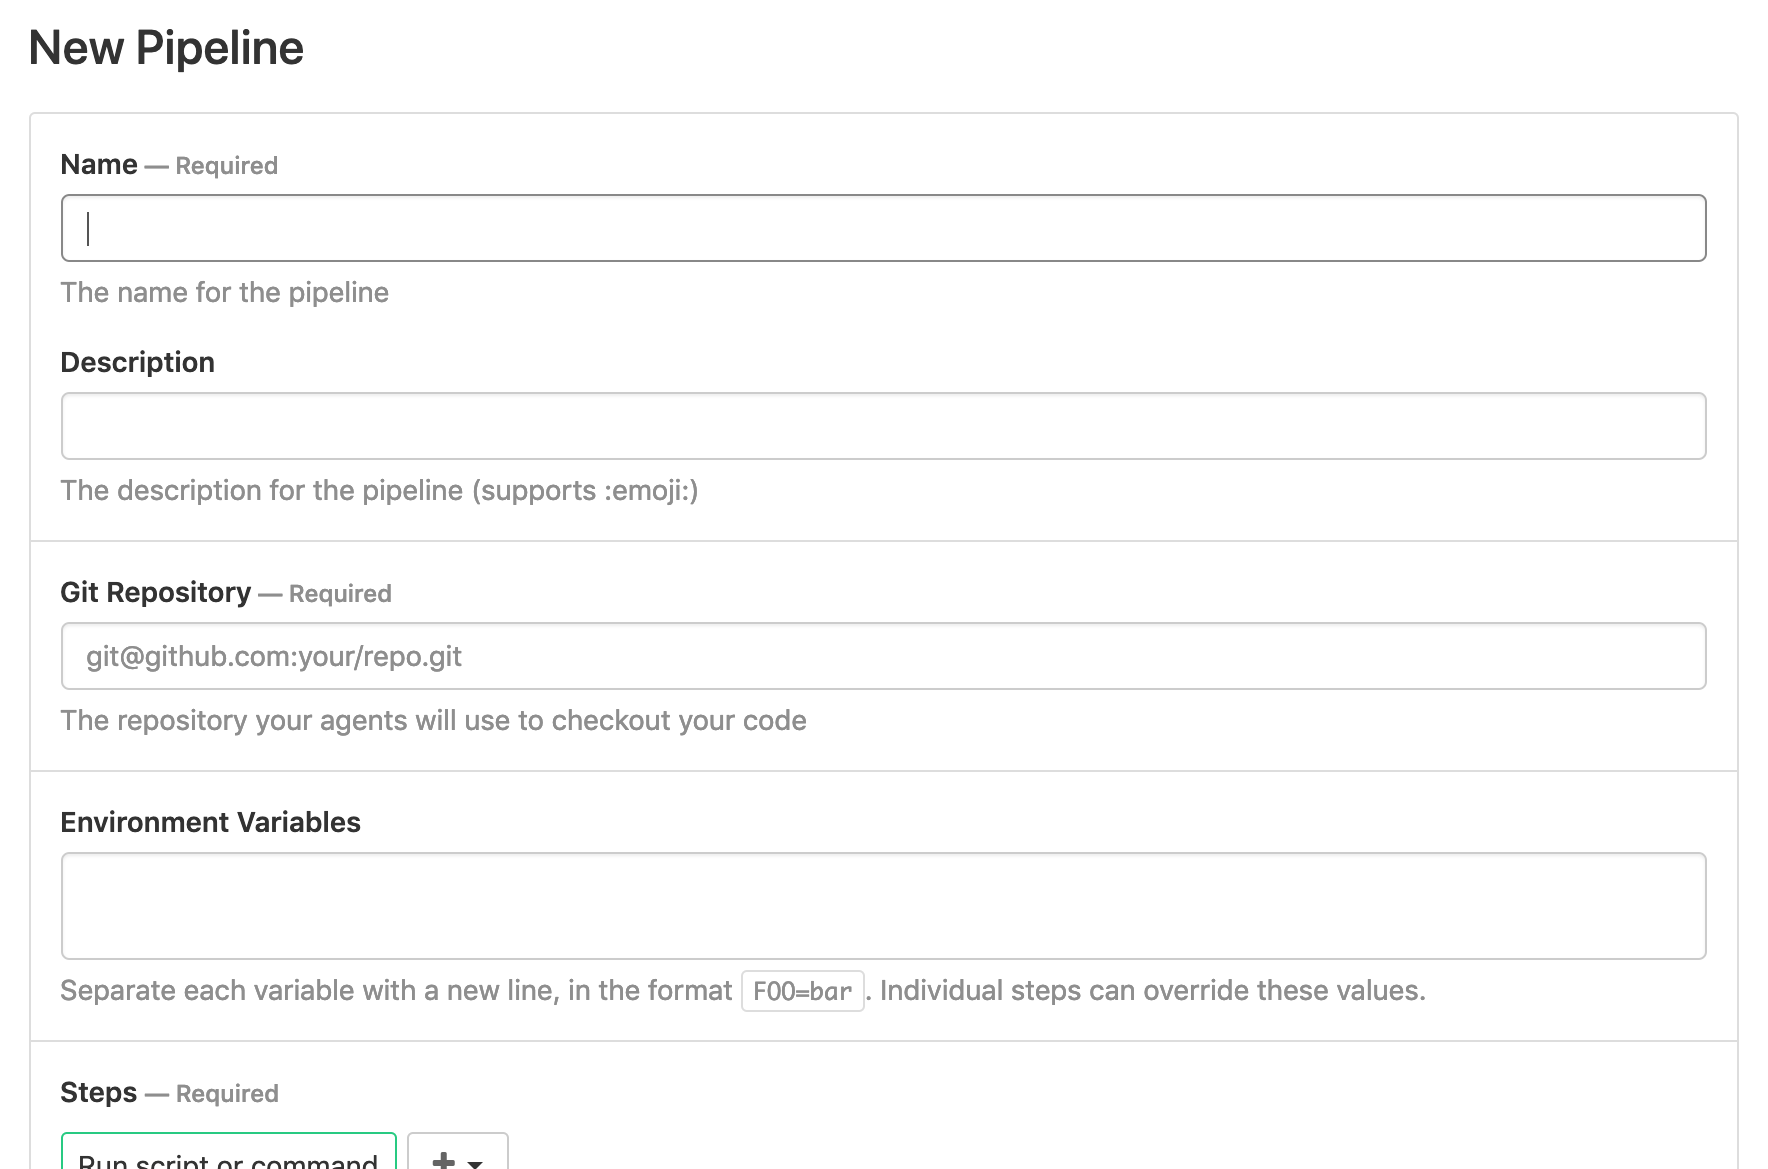 New Pipeline
Name — Required
The name for the pipeline
Description
The description for the pipeline (supports :emoji:)
Git Repository — Required
git@github.com:your/repo.git
The repository your agents will use to checkout your code
Environment Variables
Separate each variable with a new line, in the format FOO=bar. Individual steps can override these values.
Steps — Required
Run script or command